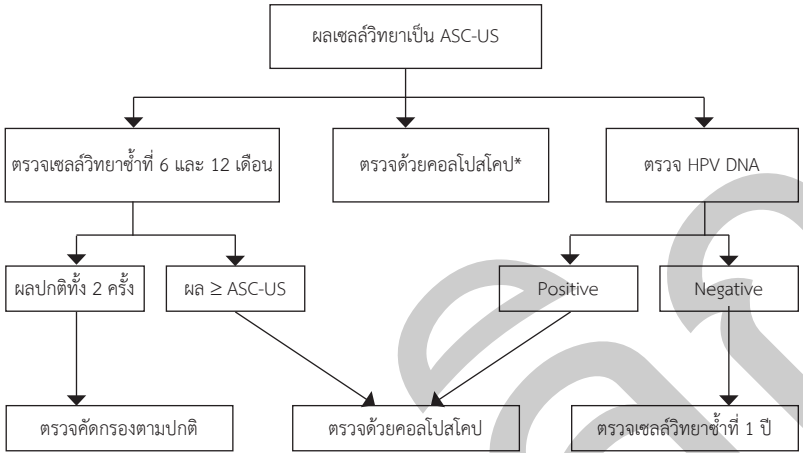 ผลเซลล์วิทยาเป็น ASC-US
ตรวจเซลล์วิทยาซ้ำที่ 6 และ 12 เดือน
ตรวจด้วยคอลโปสโคป*
ตรวจ HPV DNA
ผลปกติทั้ง 2 ครั้ง
ผล ≥ ASC-US
Positive
Negative
ตรวจคัดกรองตามปกติ
ตรวจด้วยคอลโปสโคป
ตรวจเซลล์วิทยาซ้ำที่ 1 ปี